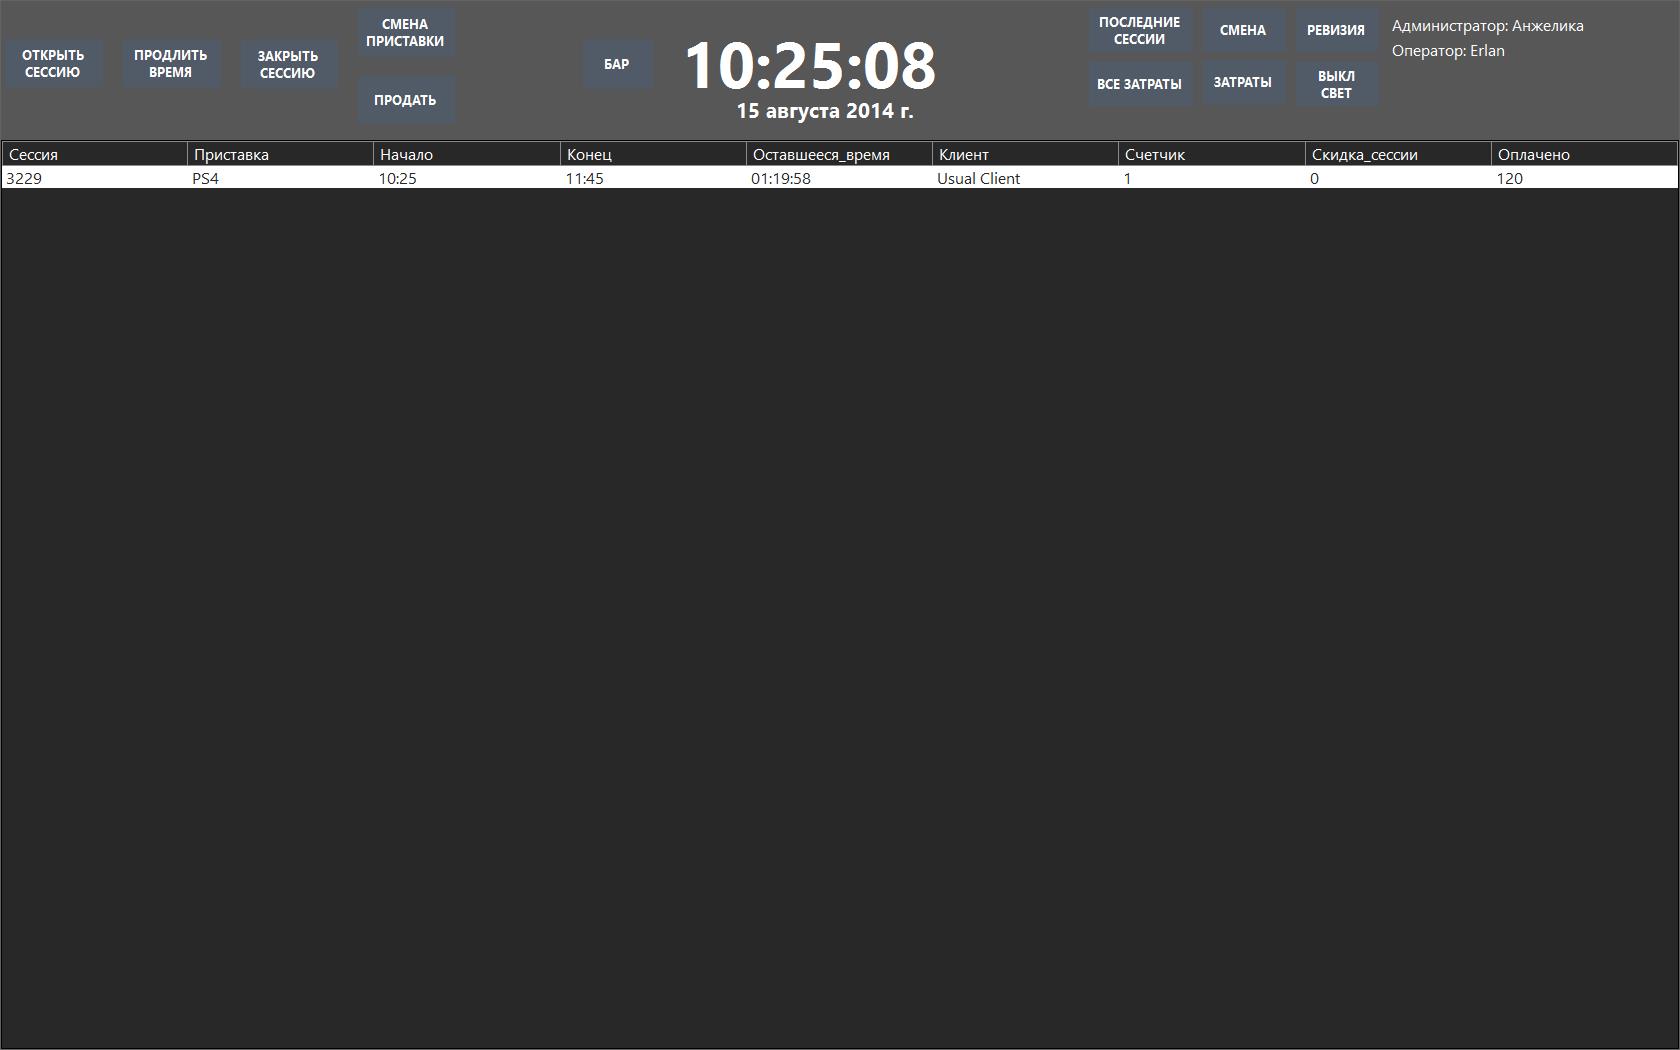 ОТКРЫТЬ
СЕССИЮ
ПРОДЛИТЬ
ВРЕМЯ
ЗАКРЫТЬ
СЕССИЮ
СМЕНА
ПРИСТАВКИ
ПРОДАТЬ
БАР
10:25:08
15 августа 2014 г.
ПОСЛЕДНИЕ
СЕССИИ
СМЕНА
РЕВИЗИЯ
ВСЕ ЗАТРАТЫ
ЗАТРАТЫ
ВЫКЛ
СВЕТ
Администратор: Анжелика
Оператор: Erlan
Сессия Приставка Начало Конец Оставшееся_время Клиент Счетчик Скидка_сессии Оплачено
3229 PS4 10:25 11:45 01:19:58 Usual Client 1 0 120